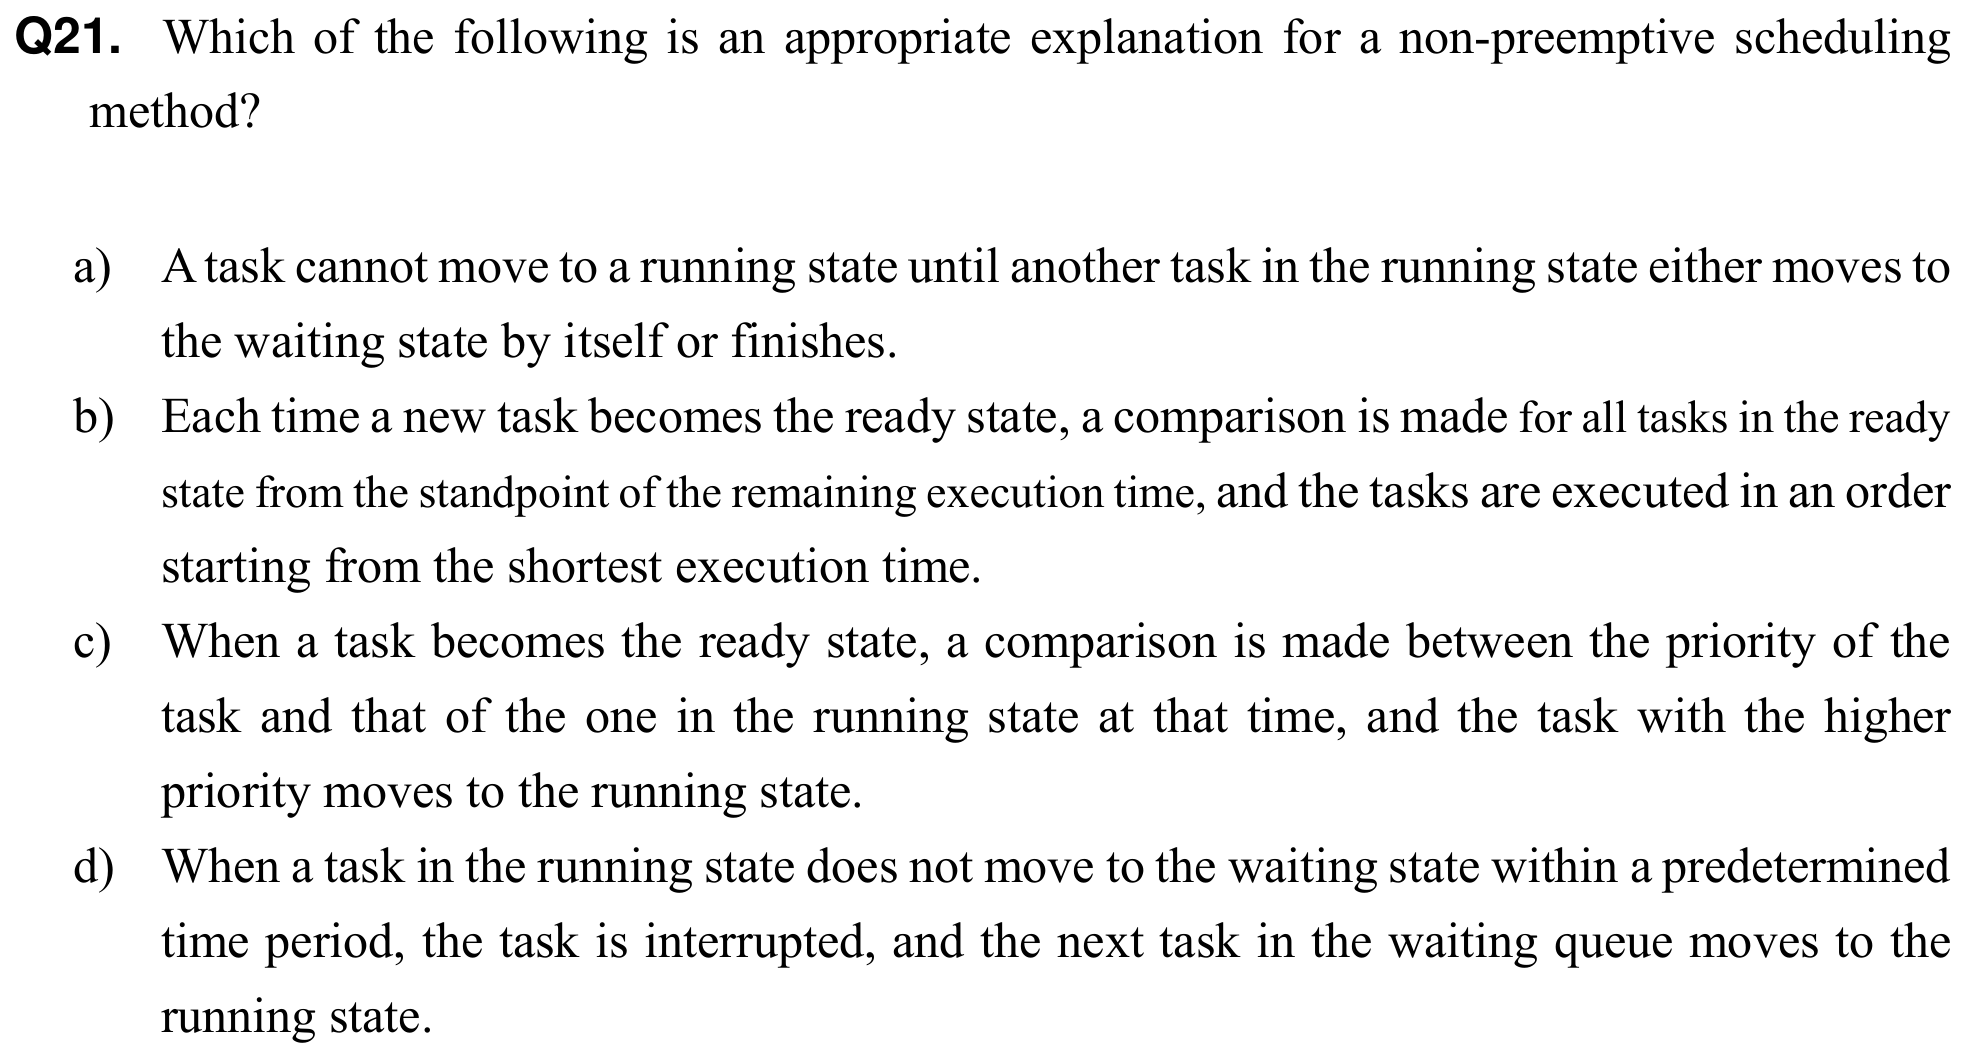 Q21. Which of the following is an appropriate explanation for a non-preemptive scheduling
method?
a) A task cannot move to a running state until another task in the running state either moves to
the waiting state by itself or finishes.
b) Each time a new task becomes the ready state, a comparison is made for all tasks in the ready
state from the standpoint of the remaining execution time, and the tasks are executed in an order
starting from the shortest execution time.
c) When a task becomes the ready state, a comparison is made between the priority of the
task and that of the one in the running state at that time, and the task with the higher
priority moves to the running state.
d) When a task in the running state does not move to the waiting state within a predetermined
time period, the task is interrupted, and the next task in the waiting queue moves to the
running state.